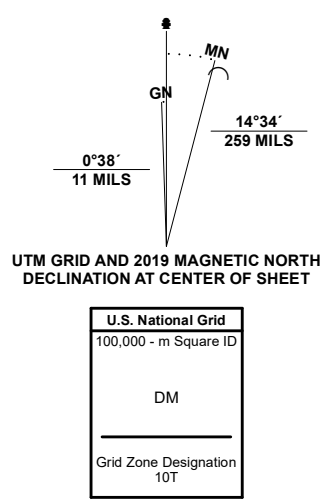 MN
GN
14°34´
259 MILS
0°38´
11 MILS
UTM GRID AND 2019 MAGNETIC NORTH
DECLINATION AT CENTER OF SHEET
U.S. National Grid
100,000 - m Square ID
DM
Grid Zone Designation
10T